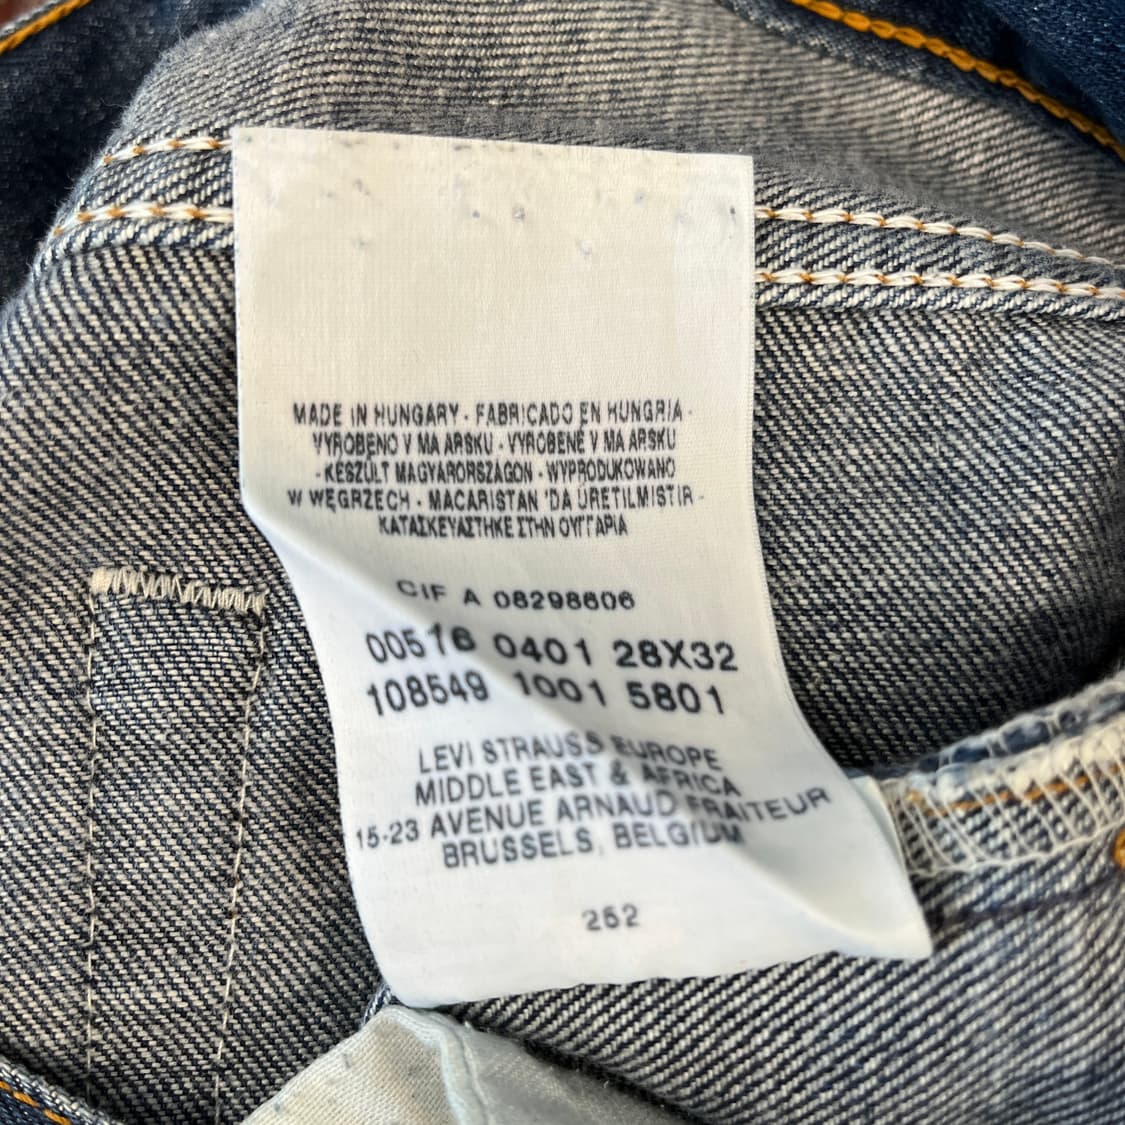 MADE IN HUNGARY - FABRICADO EN HUNGRIA -
VYROBENO V MA ARSKU - VYROBENÉ V MA ARSKU
- KESZÜLT MAGYARORSZÁGON - WYPRODUKOWANO
W WĘGRZECH - MACARISTAN 'DA ÜRETILMISTIR -
ΚΑΤΑΣΚΕΥΑΣΤΗΚΕ ΣΤΗΝ ΟΥΓΓΑΡΙΑ
CIF A 08298606
00516 0401 28X32
108549 1001 5801
LEVI STRAUSS EUROPE
MIDDLE EAST & AFRICA
15-23 AVENUE ARNAUD FRAITEUR
BRUSSELS, BELGIUM
252